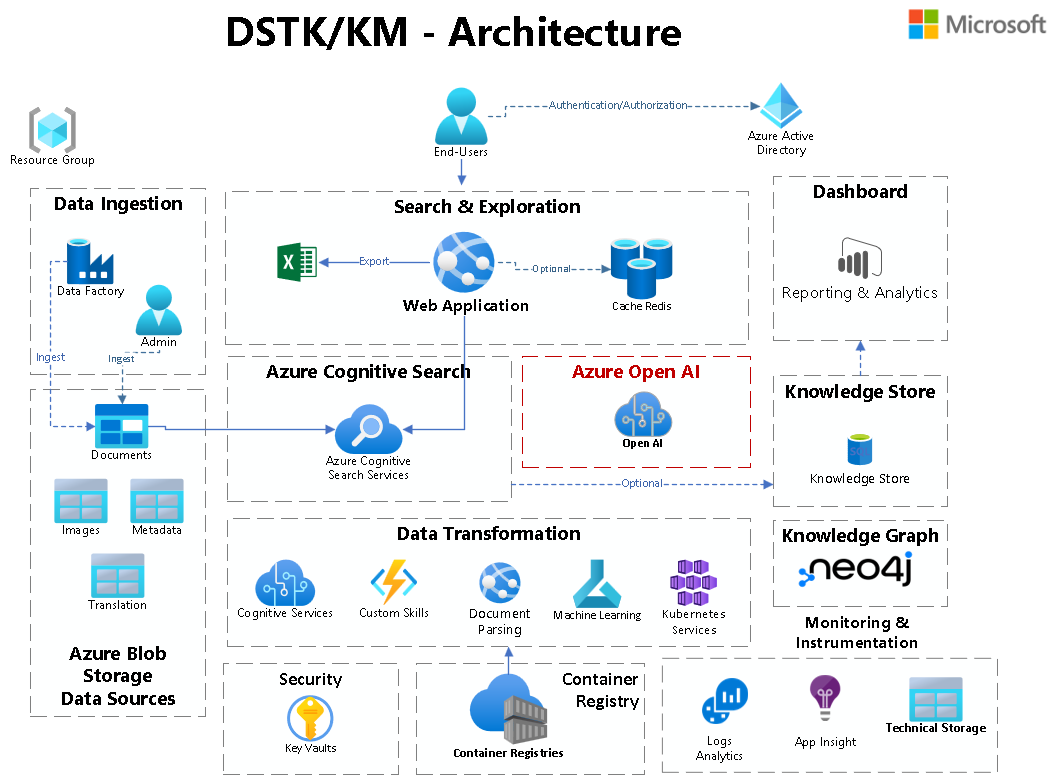 DSTK/KM - Architecture
Microsoft
Authentication/Authorization
End-Users
Azure Active
Directory
Resource Group
Data Ingestion
Data Factory
Admin
Ingest
Ingest
Search & Exploration
Export
Optional
Web Application
Cache Redis
Dashboard
Reporting & Analytics
Azure Cognitive Search
Azure Cognitive
Search Services
Azure Open AI
Open AI
Optional
Knowledge Store
Knowledge Store
Documents
Images
Metadata
Translation
Azure Blob
Storage
Data Sources
Data Transformation
Cognitive Services
Custom Skills
Document
Parsing
Machine Learning
Kubernetes
Services
Knowledge Graph
neo4j
Monitoring &
Instrumentation
Security
Key Vaults
Container
Registry
Container Registries
Logs
Analytics
App Insight
Technical Storage